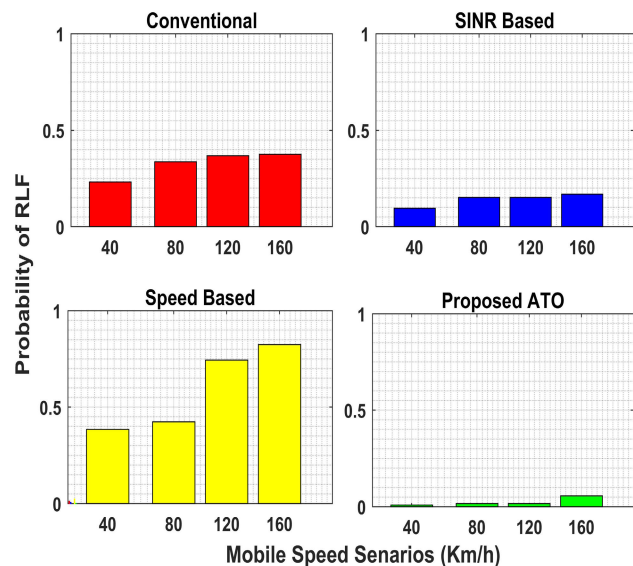 Conventional
SINR Based
1
0.5
0
40 80 120 160
1
0.5
0
40 80 120 160
Speed Based
Proposed ATO
1
0.5
0
40 80 120 160
1
0.5
0
40 80 120 160
Probability of RLF
Mobile Speed Senarios (Km/h)